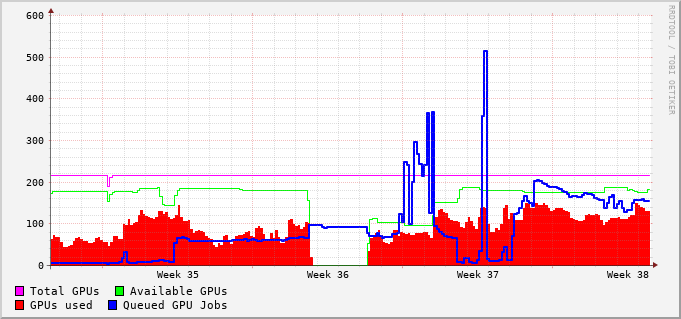 600
500
400
300
200
100
0
Week 35 Week 36 Week 37 Week 38
RRDTOOL / TOBI OETIKER
Total GPUs Available GPUs
GPUs used Queued GPU Jobs